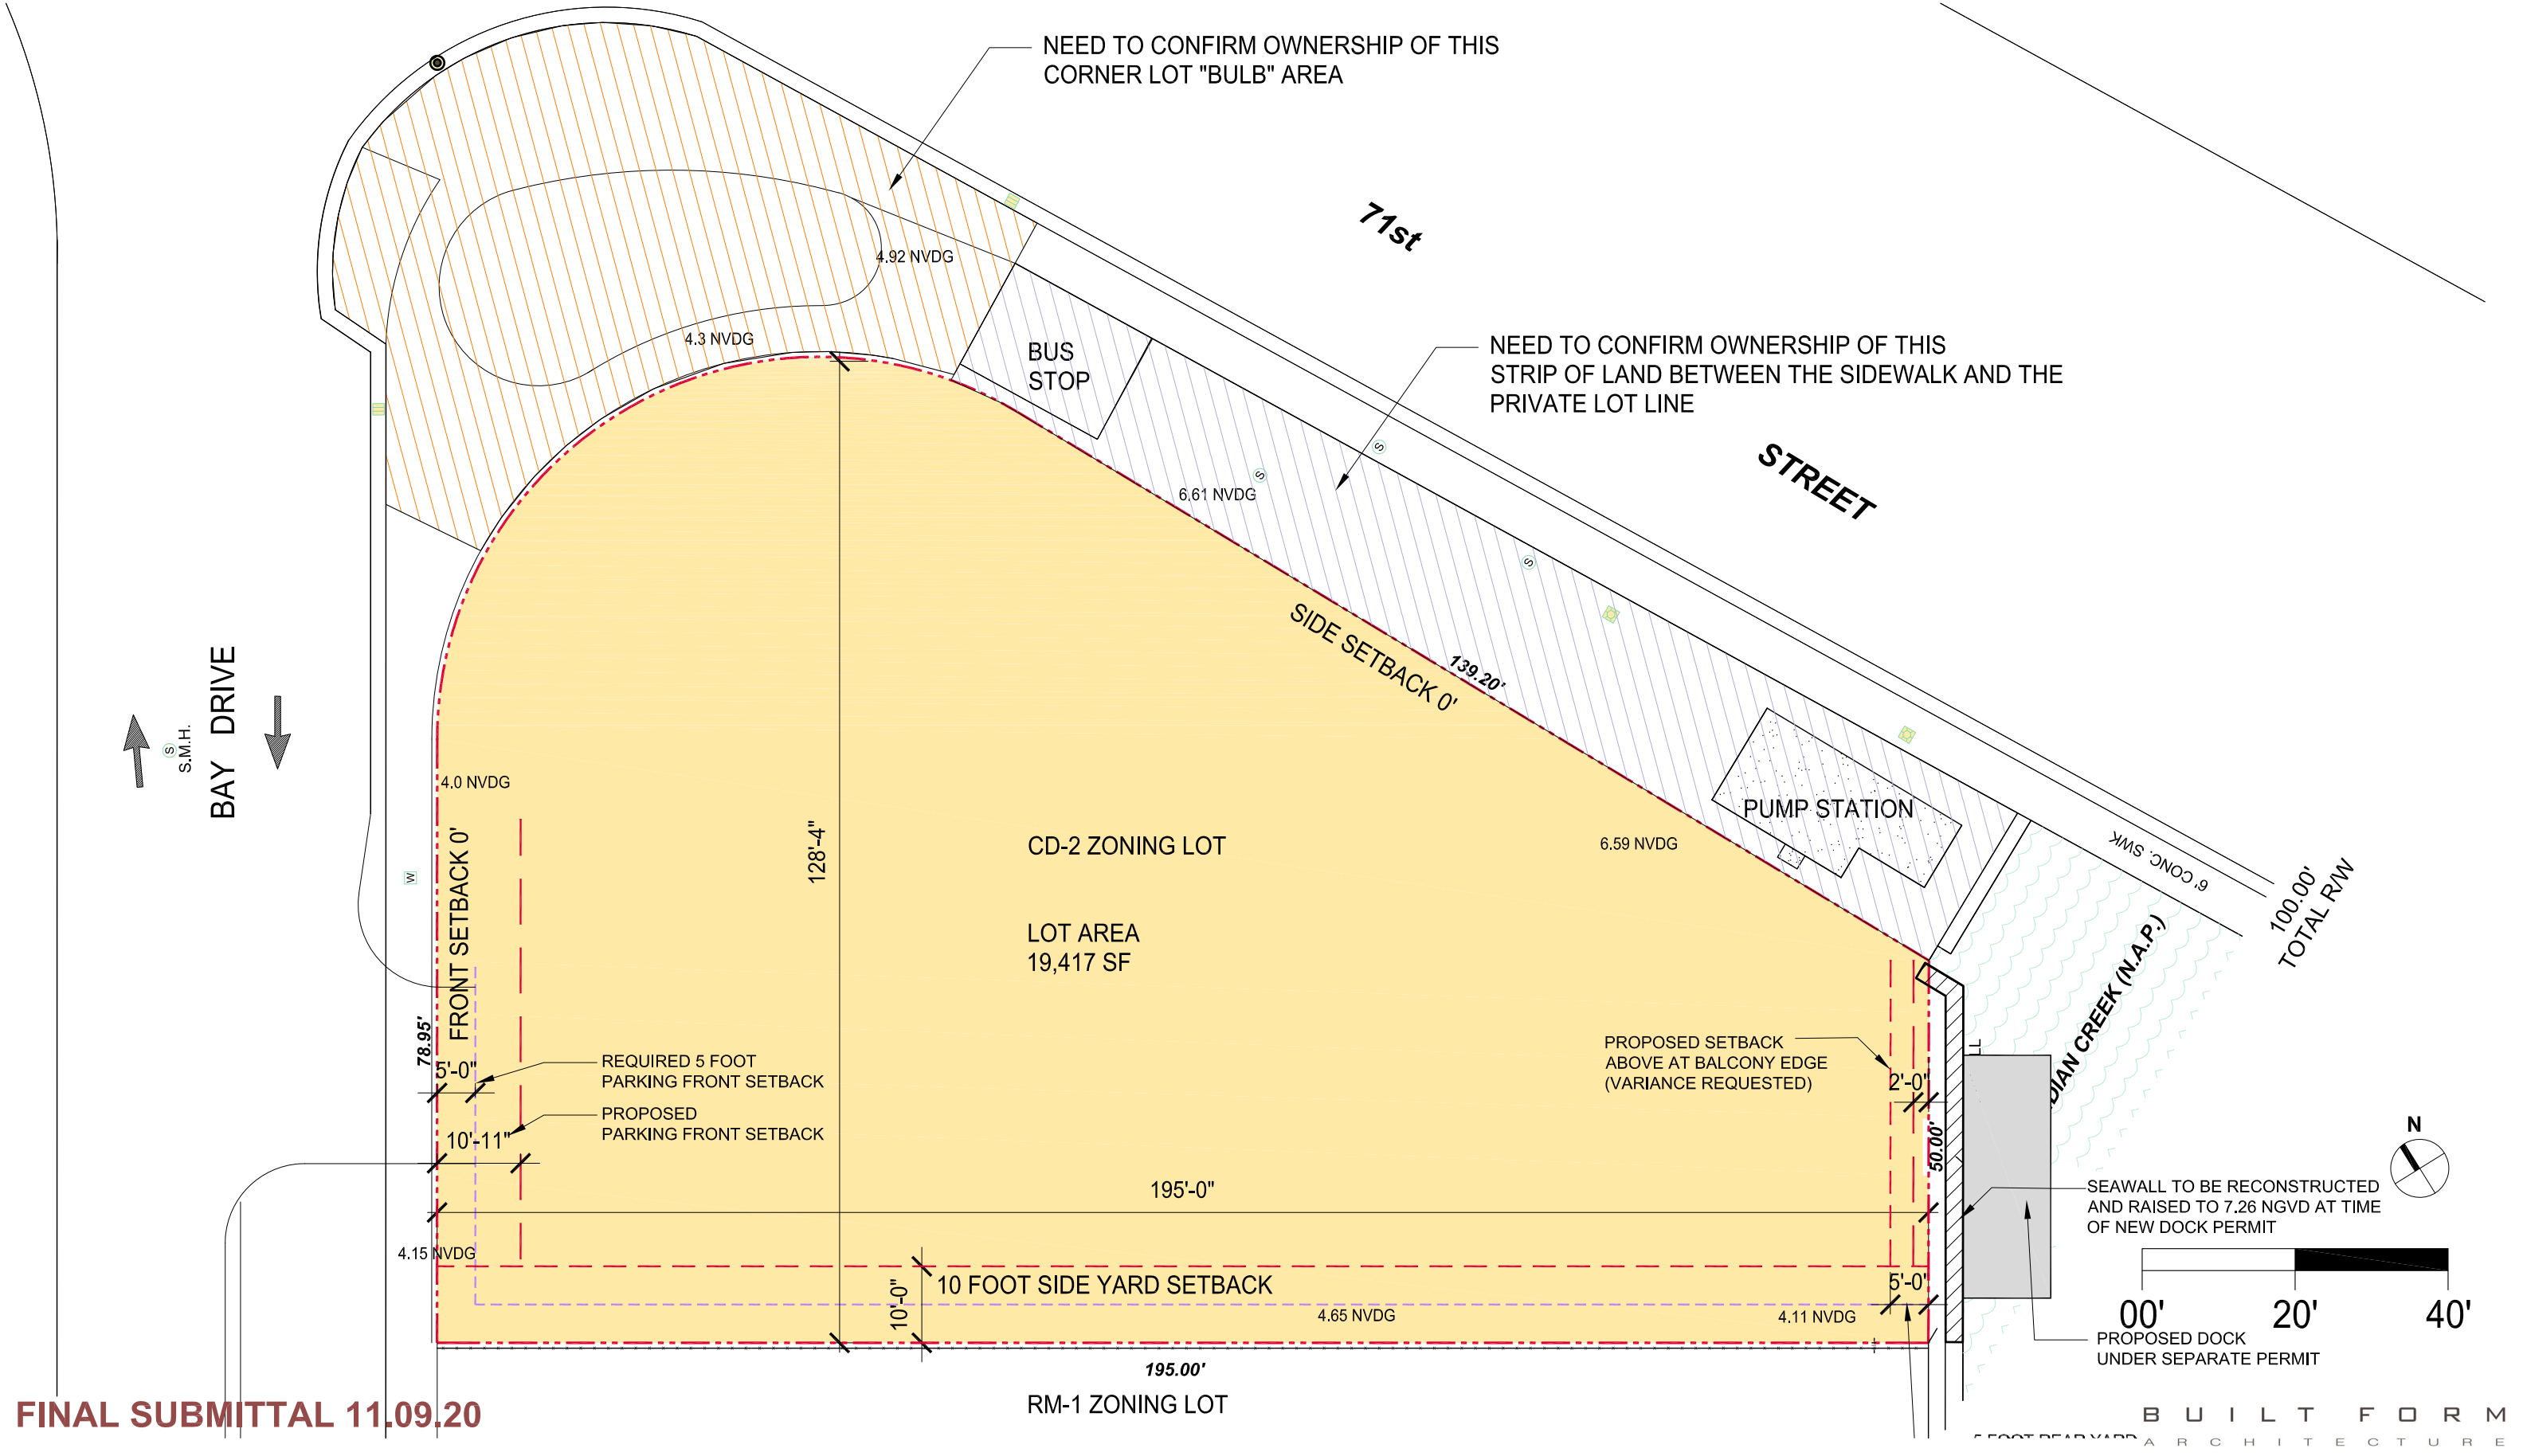 NEED TO CONFIRM OWNERSHIP OF THIS
CORNER LOT "BULB" AREA
71st
STREET
4.92 NVDG
4.3 NVDG
BUS
STOP
NEED TO CONFIRM OWNERSHIP OF THIS
STRIP OF LAND BETWEEN THE SIDEWALK AND THE
PRIVATE LOT LINE
S
S
S
6.61 NVDG
SIDE SETBACK 0'
139.20'
PUMP STATION
6.59 NVDG
6' CONC. SWK
100.00'
TOTAL R/W
BAY DRIVE
S.M.H.
S
W
4.0 NVDG
FRONT SETBACK 0'
78.95'
128'-4"
CD-2 ZONING LOT
LOT AREA
19,417 SF
5'-0"
REQUIRED 5 FOOT
PARKING FRONT SETBACK
10'-11"
PROPOSED
PARKING FRONT SETBACK
PROPOSED SETBACK
ABOVE AT BALCONY EDGE
(VARIANCE REQUESTED)
2'-0"
50.00'
LL
DIAN CREEK (N.A.P.)
N
195'-0"
SEAWALL TO BE RECONSTRUCTED
AND RAISED TO 7.26 NGVD AT TIME
OF NEW DOCK PERMIT
4.15 NVDG
10 FOOT SIDE YARD SETBACK
10'-0"
5'-0"
4.65 NVDG
4.11 NVDG
00' 20' 40'
PROPOSED DOCK
UNDER SEPARATE PERMIT
195.00'
RM-1 ZONING LOT
FINAL SUBMITTAL 11.09.20
5 FOOT REAR YARD
BUILT FORM
ARCHITECTURE